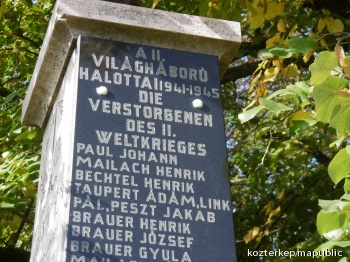 A II.
VILÁGHÁBORÚ
HALOTTAI 1941-1945
DIE
VERSTORBENEN
DES II.
WELTKRIEGES
PAUL JOHANN
MAILACH HENRIK
BECHTEL HENRIK
TAUPERT ÁDÁM, LINK
PÁL, PESZT JAKAB
BRAUER HENRIK
BRAUER JÓZSEF
BRAUER GYULA
kozterkep/mapublic